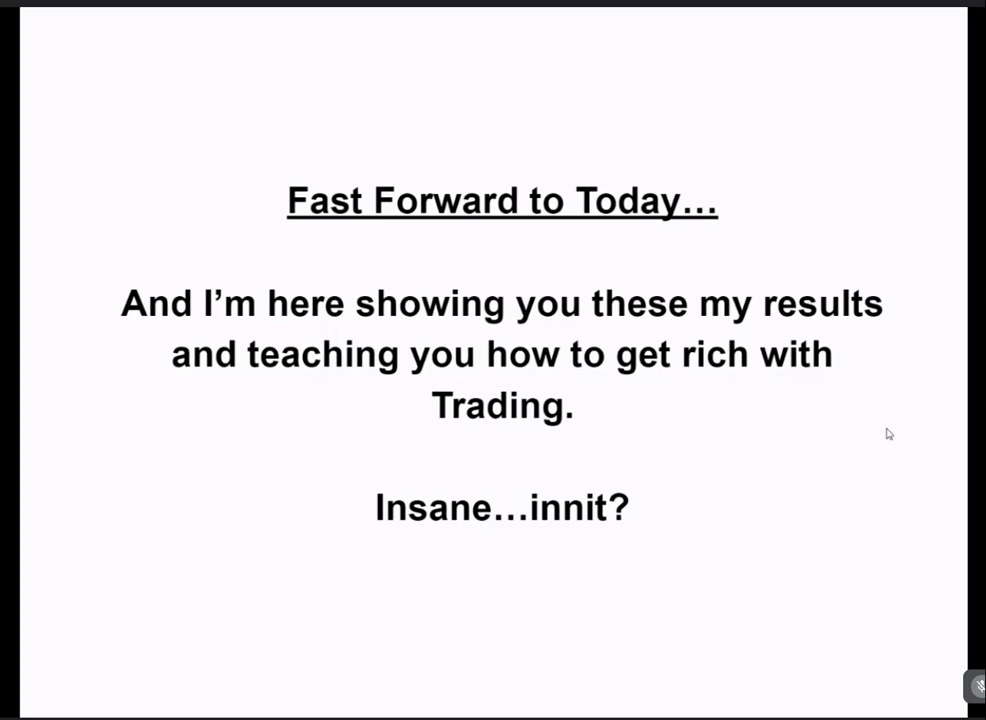 Fast Forward to Today…
And I’m here showing you these my results
and teaching you how to get rich with
Trading.
Insane…innit?